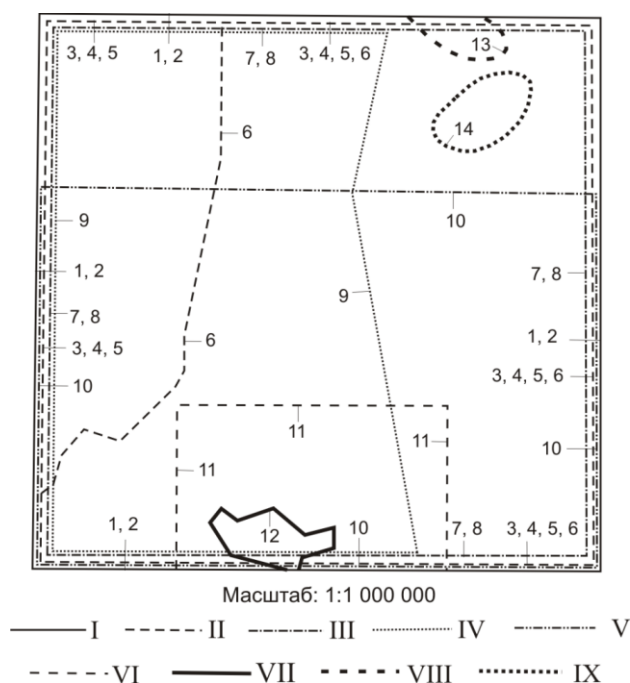 3, 4, 5 1, 2 7, 8 3, 4, 5, 6 13
6 14
9 10
1, 2 7, 8
9
7, 8
3, 4, 5 6 1, 2
10 3, 4, 5, 6
11
11 11 10
1, 2 12 10 7, 8 3, 4, 5, 6
Масштаб: 1:1 000 000
I II III IV V
VI VII VIII IX